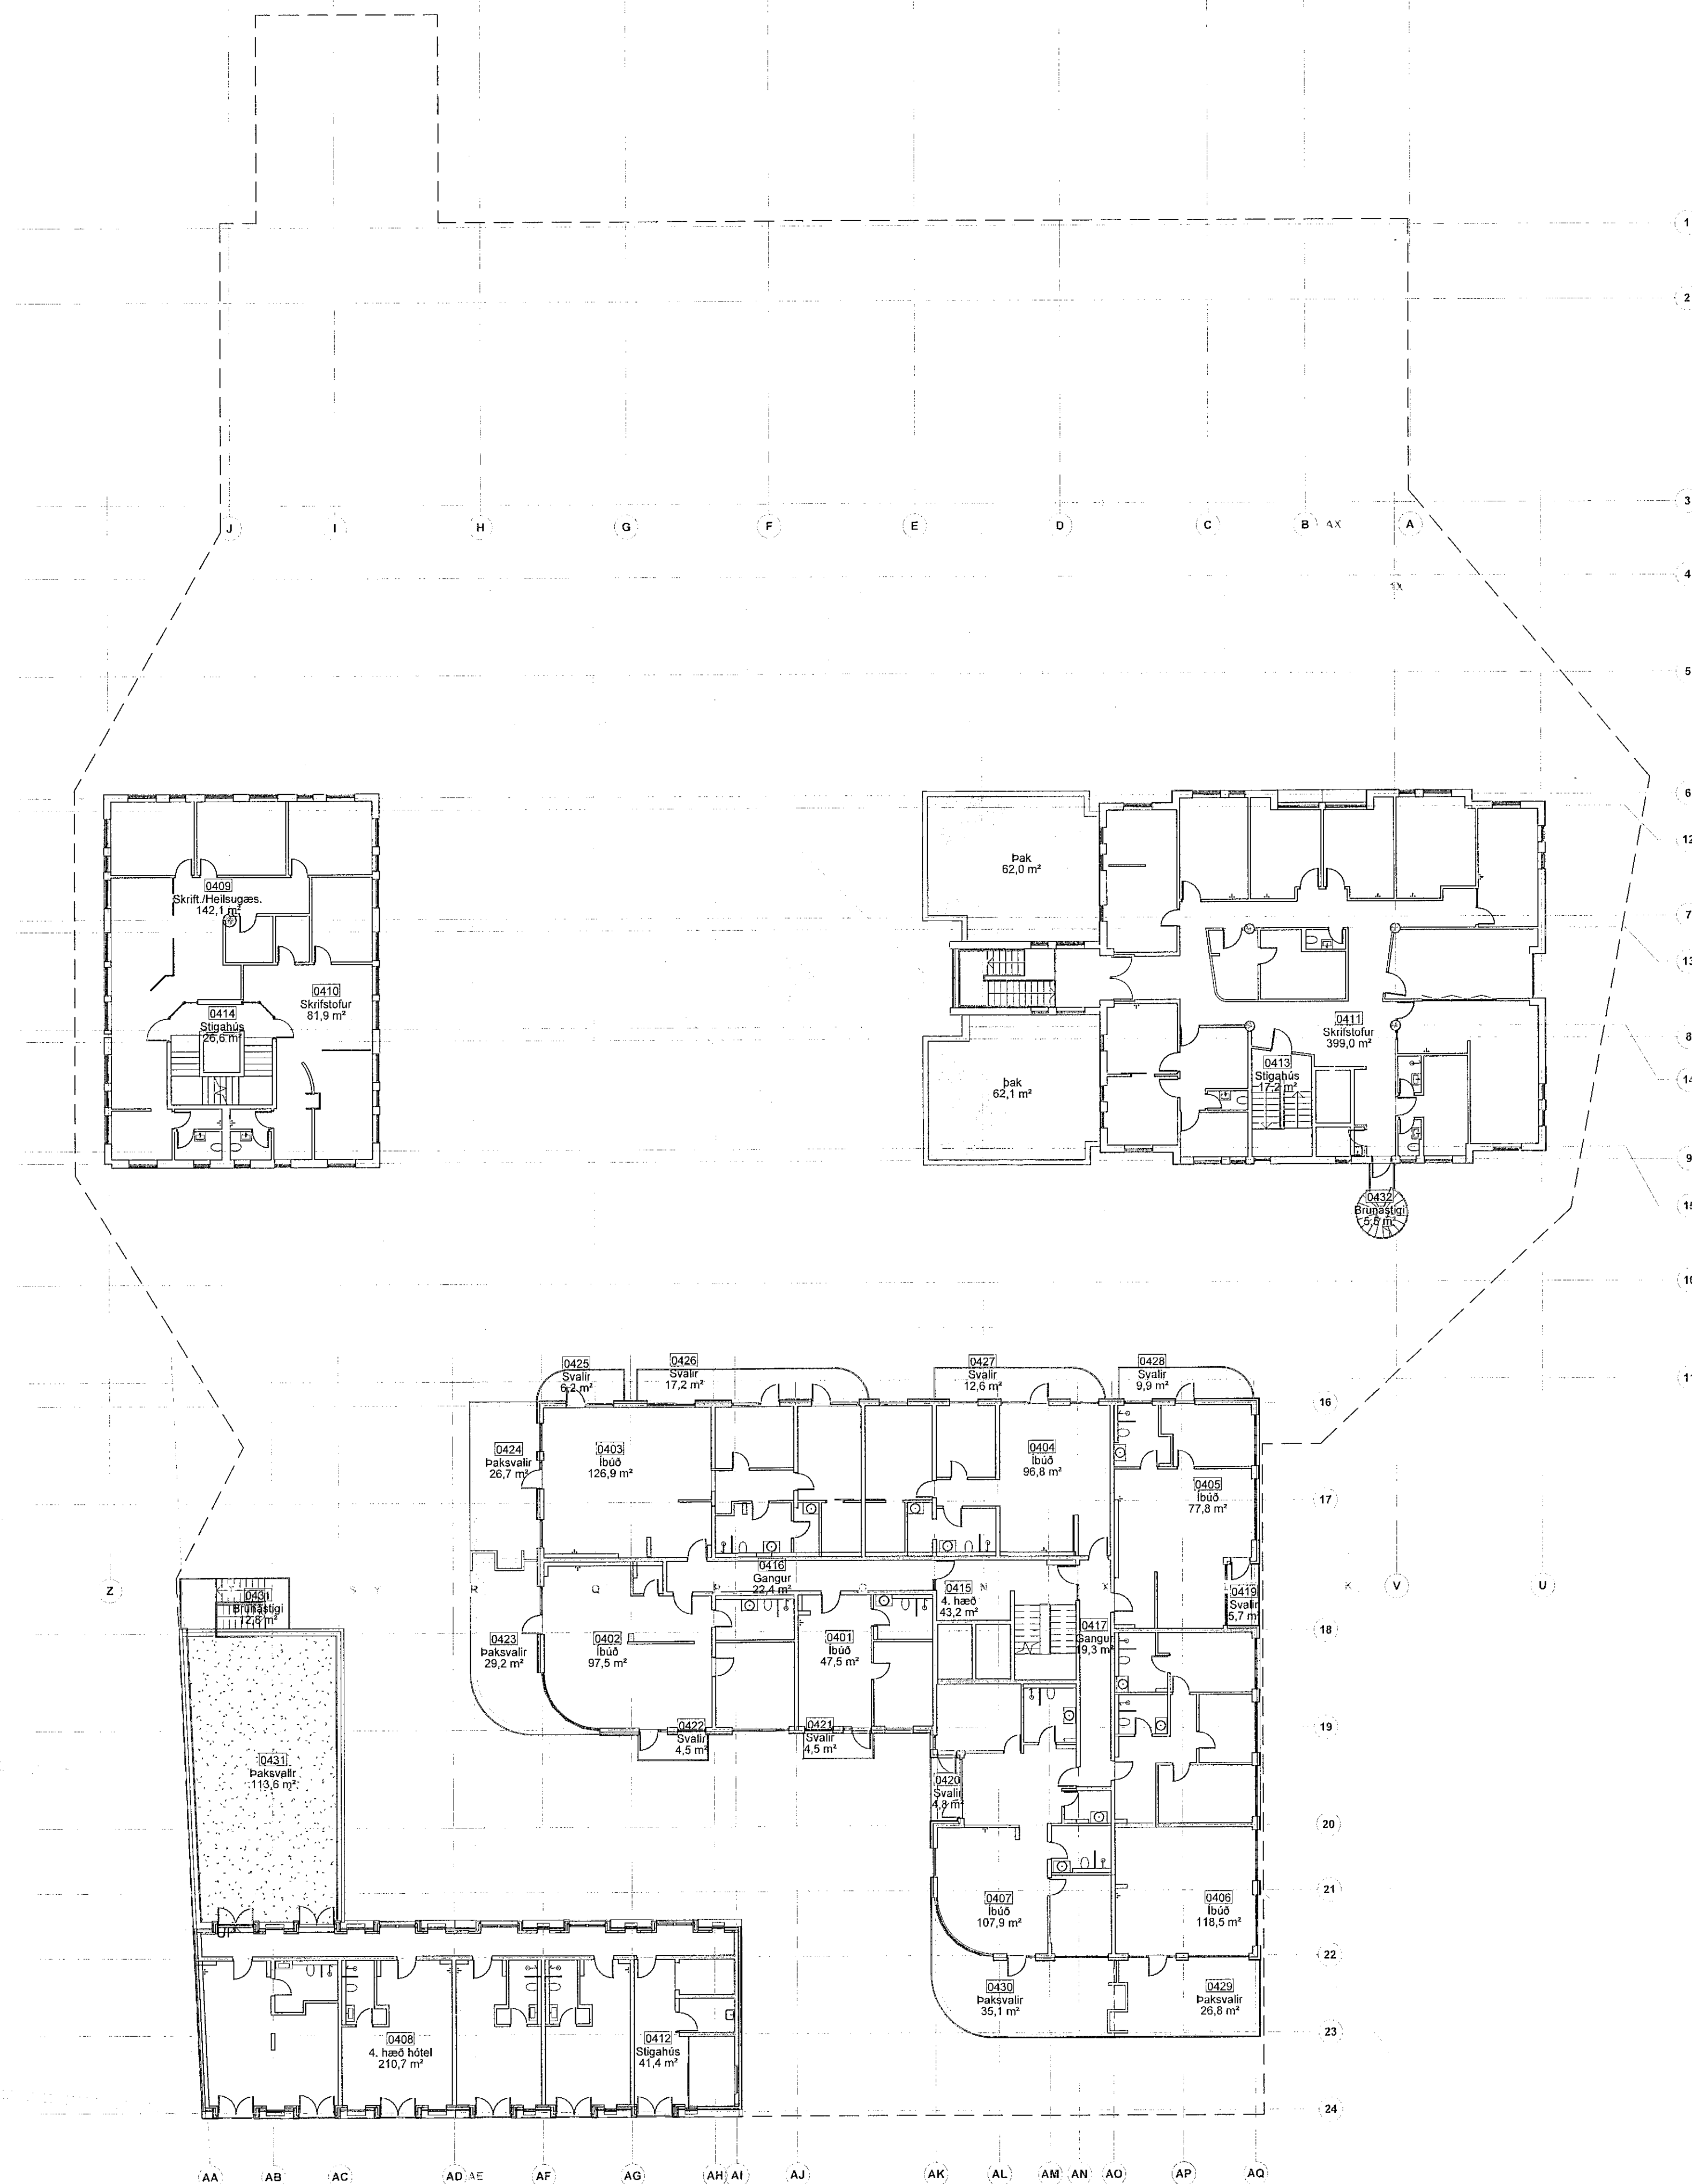 1
2
3
J
I
H
G
F
E
D
C
B
AX
A
4
1X
5
6
12
Þak
62,0 m²
0409
Skrift./Heilsugæs.
142,1 m²
7
13
0410
Skrifstofur
81,9 m²
0414
Stigahús
26,6 m²
0411
Skrifstofur
399,0 m²
8
0413
Stigahús
17,2 m²
14
Þak
62,1 m²
9
0432
Brunastigi
5,5 m²
15
10
11
0425
Svalir
6,2 m²
0426
Svalir
17,2 m²
0427
Svalir
12,6 m²
0428
Svalir
9,9 m²
16
0424
Þaksvalir
26,7 m²
0403
Íbúð
126,9 m²
0404
Íbúð
96,8 m²
0405
Íbúð
77,8 m²
17
0416
Gangur
22,4 m²
0415
4. hæð
43,2 m²
Z
S
Y
R
Q
P
O
N
X
K
V
U
0431
Brunastigi
12,8 m²
0419
Svalir
5,7 m²
0417
Gangur
19,3 m²
18
0423
Þaksvalir
29,2 m²
0402
Íbúð
97,5 m²
0401
Íbúð
47,5 m²
0422
Svalir
4,5 m²
0421
Svalir
4,5 m²
19
0431
Þaksvalir
113,6 m²
0420
Svalir
4,8 m²
20
0407
Íbúð
107,9 m²
0406
Íbúð
118,5 m²
21
UP
22
0430
Þaksvalir
35,1 m²
0429
Þaksvalir
26,8 m²
0408
4. hæð hótel
210,7 m²
0412
Stigahús
41,4 m²
23
24
AA
AB
AC
AD
AE
AF
AG
AH
AI
AJ
AK
AL
AM
AN
AO
AP
AQ